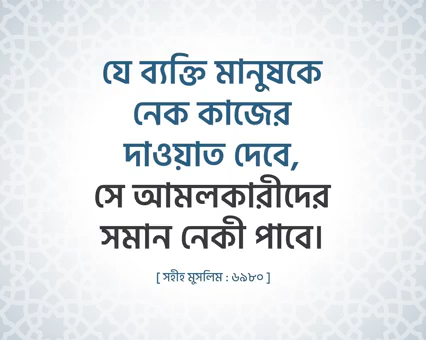 যে ব্যক্তি মানুষকে
নেক কাজের
দাওয়াত দেবে,
সে আমলকারীদের
সমান নেকী পাবে।
[ সহীহ মুসলিম : ৬৯৮০ ]